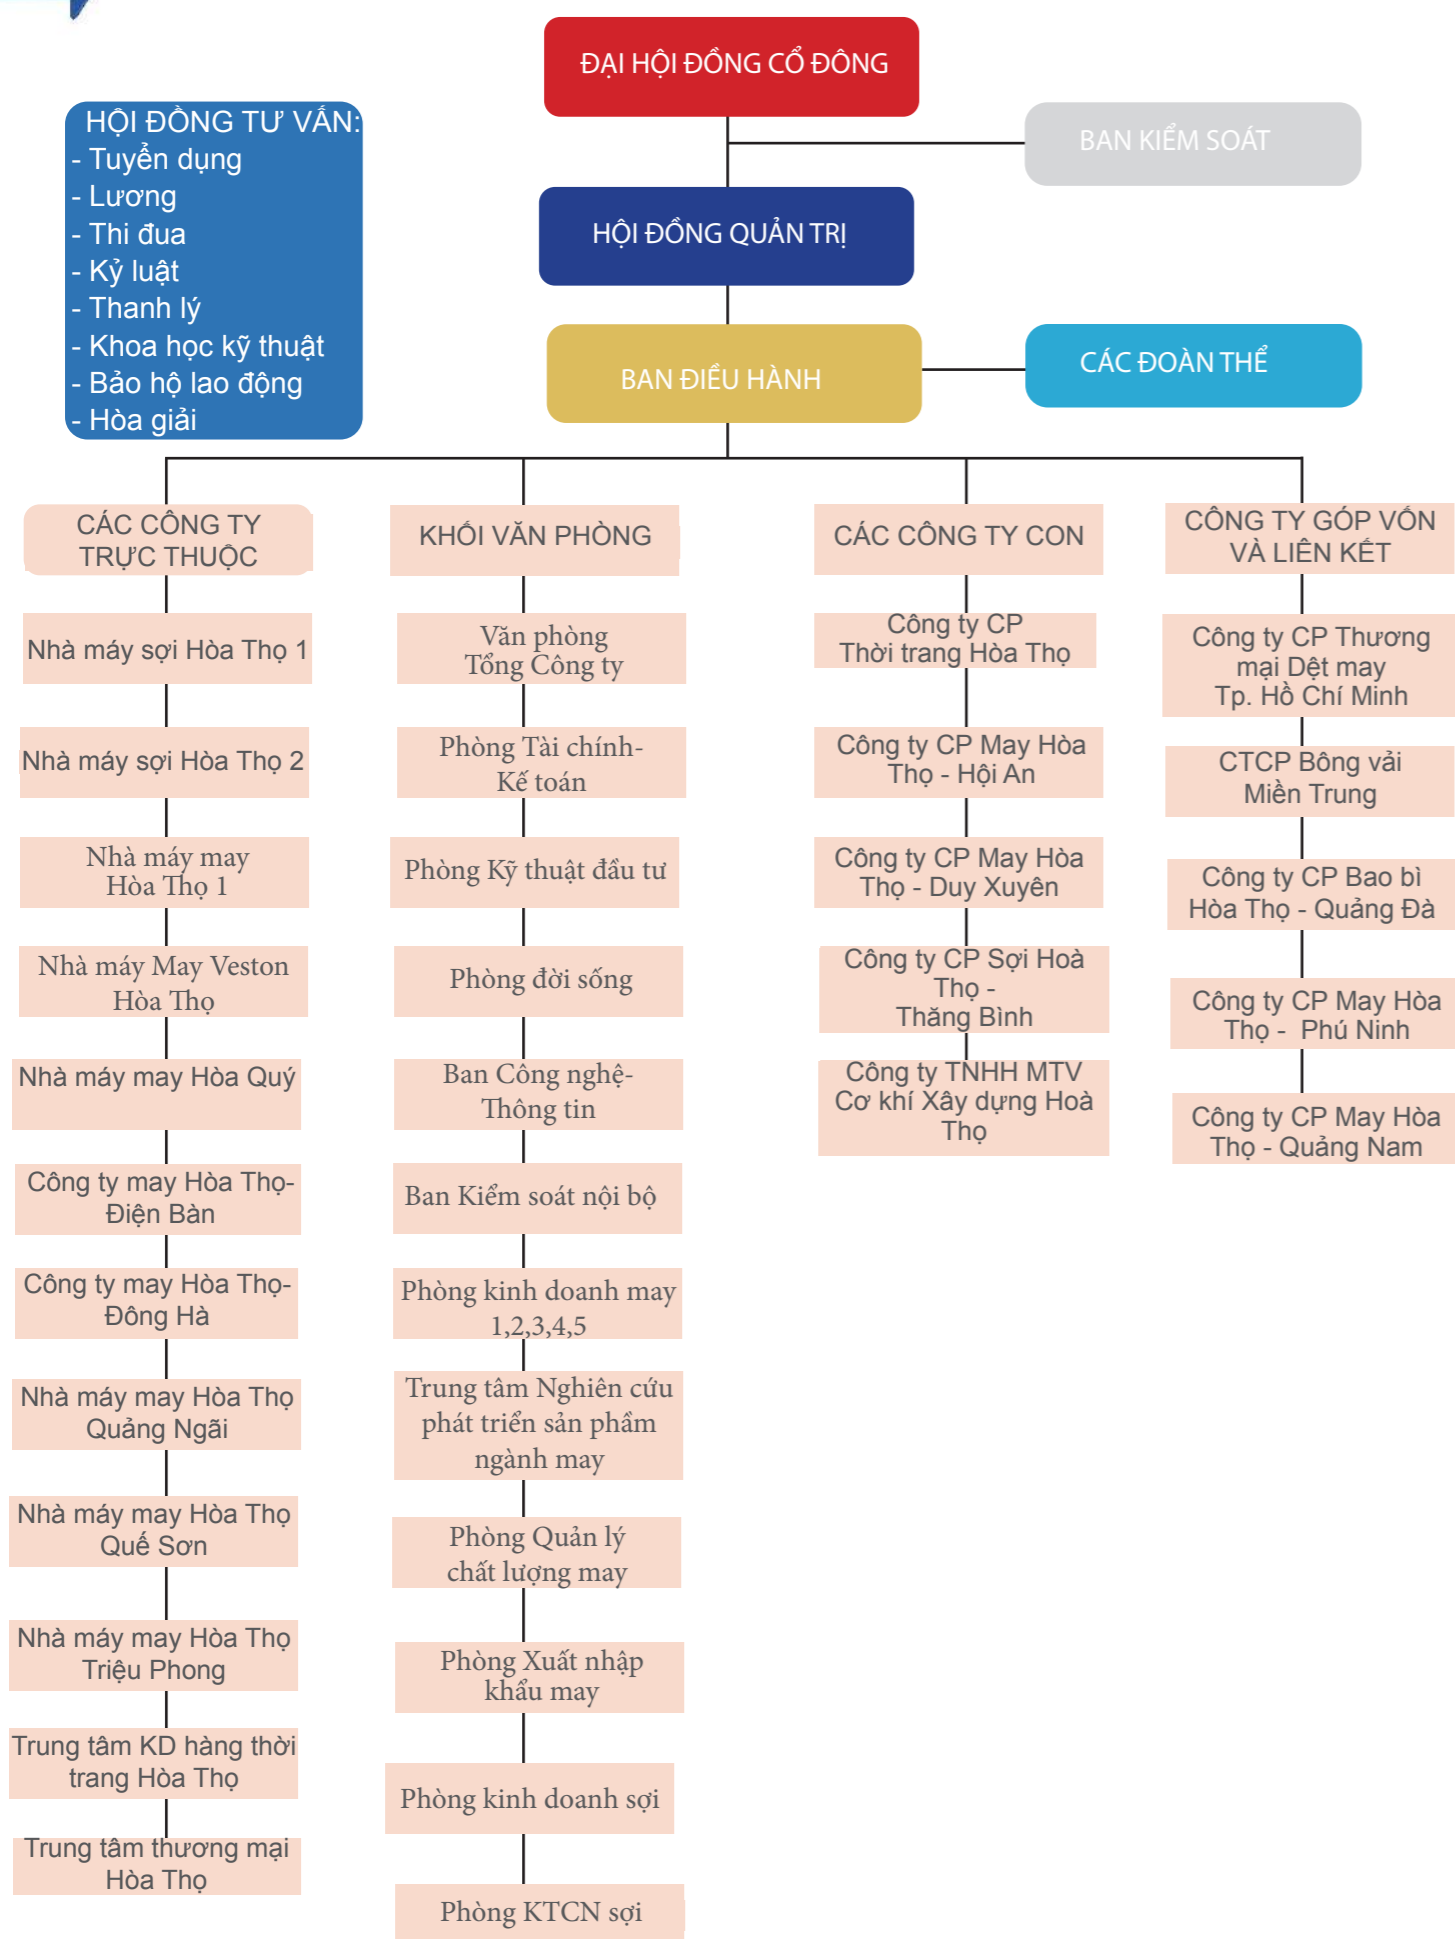 ĐẠI HỘI ĐỒNG CỔ ĐÔNG
HỘI ĐỒNG TƯ VẤN:
- Tuyển dụng
- Lương
- Thi đua
- Kỷ luật
- Thanh lý
- Khoa học kỹ thuật
- Bảo hộ lao động
- Hòa giải
BAN KIỂM SOÁT
HỘI ĐỒNG QUẢN TRỊ
BAN ĐIỀU HÀNH
CÁC ĐOÀN THỂ
CÁC CÔNG TY
TRỰC THUỘC
Nhà máy sợi Hòa Thọ 1
Nhà máy sợi Hòa Thọ 2
Nhà máy may
Hòa Thọ 1
Nhà máy May Veston
Hòa Thọ
Nhà máy may Hòa Quý
Công ty may Hòa Thọ-
Điện Bàn
Công ty may Hòa Thọ-
Đông Hà
Nhà máy may Hòa Thọ
Quảng Ngãi
Nhà máy may Hòa Thọ
Quế Sơn
Nhà máy may Hòa Thọ
Triệu Phong
Trung tâm KD hàng thời
trang Hòa Thọ
Trung tâm thương mại
Hòa Thọ
KHỐI VĂN PHÒNG
Văn phòng
Tổng Công ty
Phòng Tài chính-
Kế toán
Phòng Kỹ thuật đầu tư
Phòng đời sống
Ban Công nghệ-
Thông tin
Ban Kiểm soát nội bộ
Phòng kinh doanh may
1,2,3,4,5
Trung tâm Nghiên cứu
phát triển sản phầm
ngành may
Phòng Quản lý
chất lượng may
Phòng Xuất nhập
khẩu may
Phòng kinh doanh sợi
Phòng KTCN sợi
CÁC CÔNG TY CON
Công ty CP
Thời trang Hòa Thọ
Công ty CP May Hòa
Thọ - Hội An
Công ty CP May Hòa
Thọ - Duy Xuyên
Công ty CP Sợi Hoà
Thọ -
Thăng Bình
Công ty TNHH MTV
Cơ khí Xây dựng Hoà
Thọ
CÔNG TY GÓP VỐN
VÀ LIÊN KẾT
Công ty CP Thương
mại Dệt may
Tp. Hồ Chí Minh
CTCP Bông vải
Miền Trung
Công ty CP Bao bì
Hòa Thọ - Quảng Đà
Công ty CP May Hòa
Thọ -  Phú Ninh
Công ty CP May Hòa
Thọ - Quảng Nam